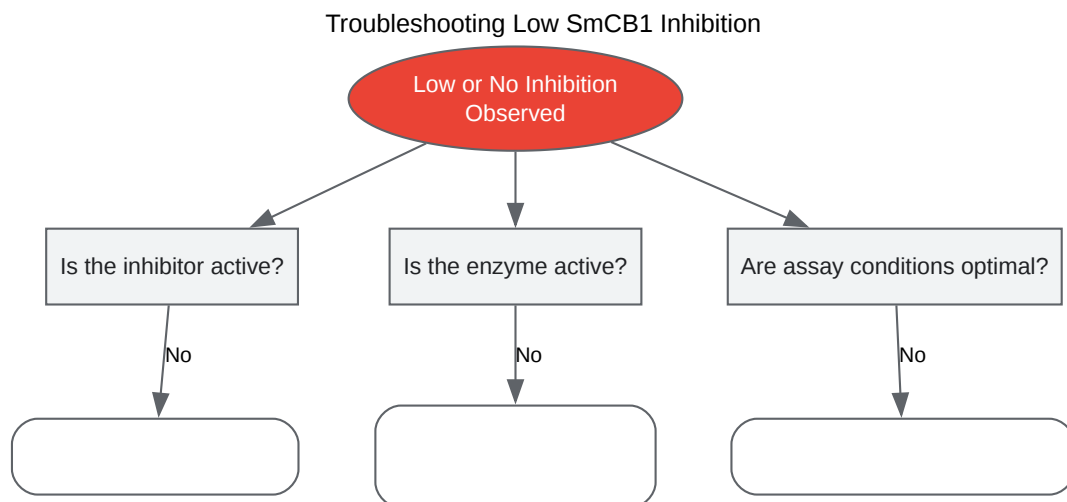 Troubleshooting Low SmCB1 Inhibition
Low or No Inhibition
Observed
Is the inhibitor active?
Is the enzyme active?
Are assay conditions optimal?
No
No
No